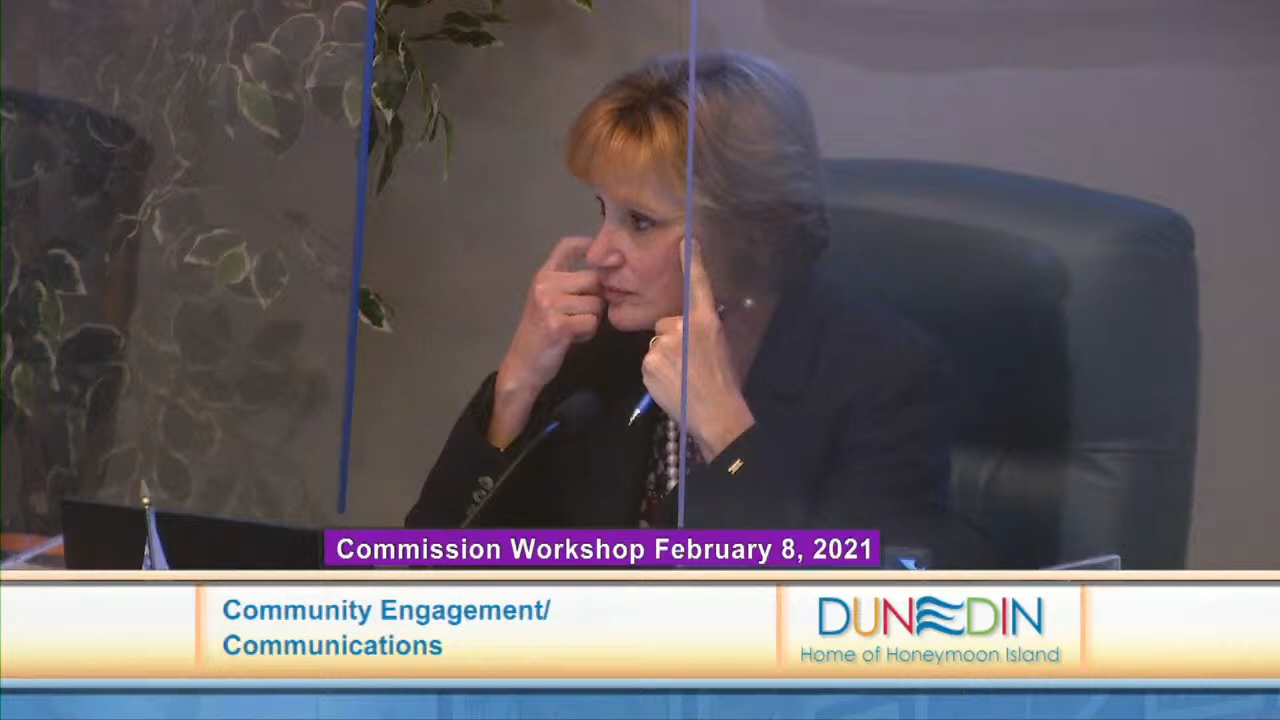 Commission Workshop February 8, 2021
Community Engagement/
Communications
DUNEDIN
Home of Honeymoon Island